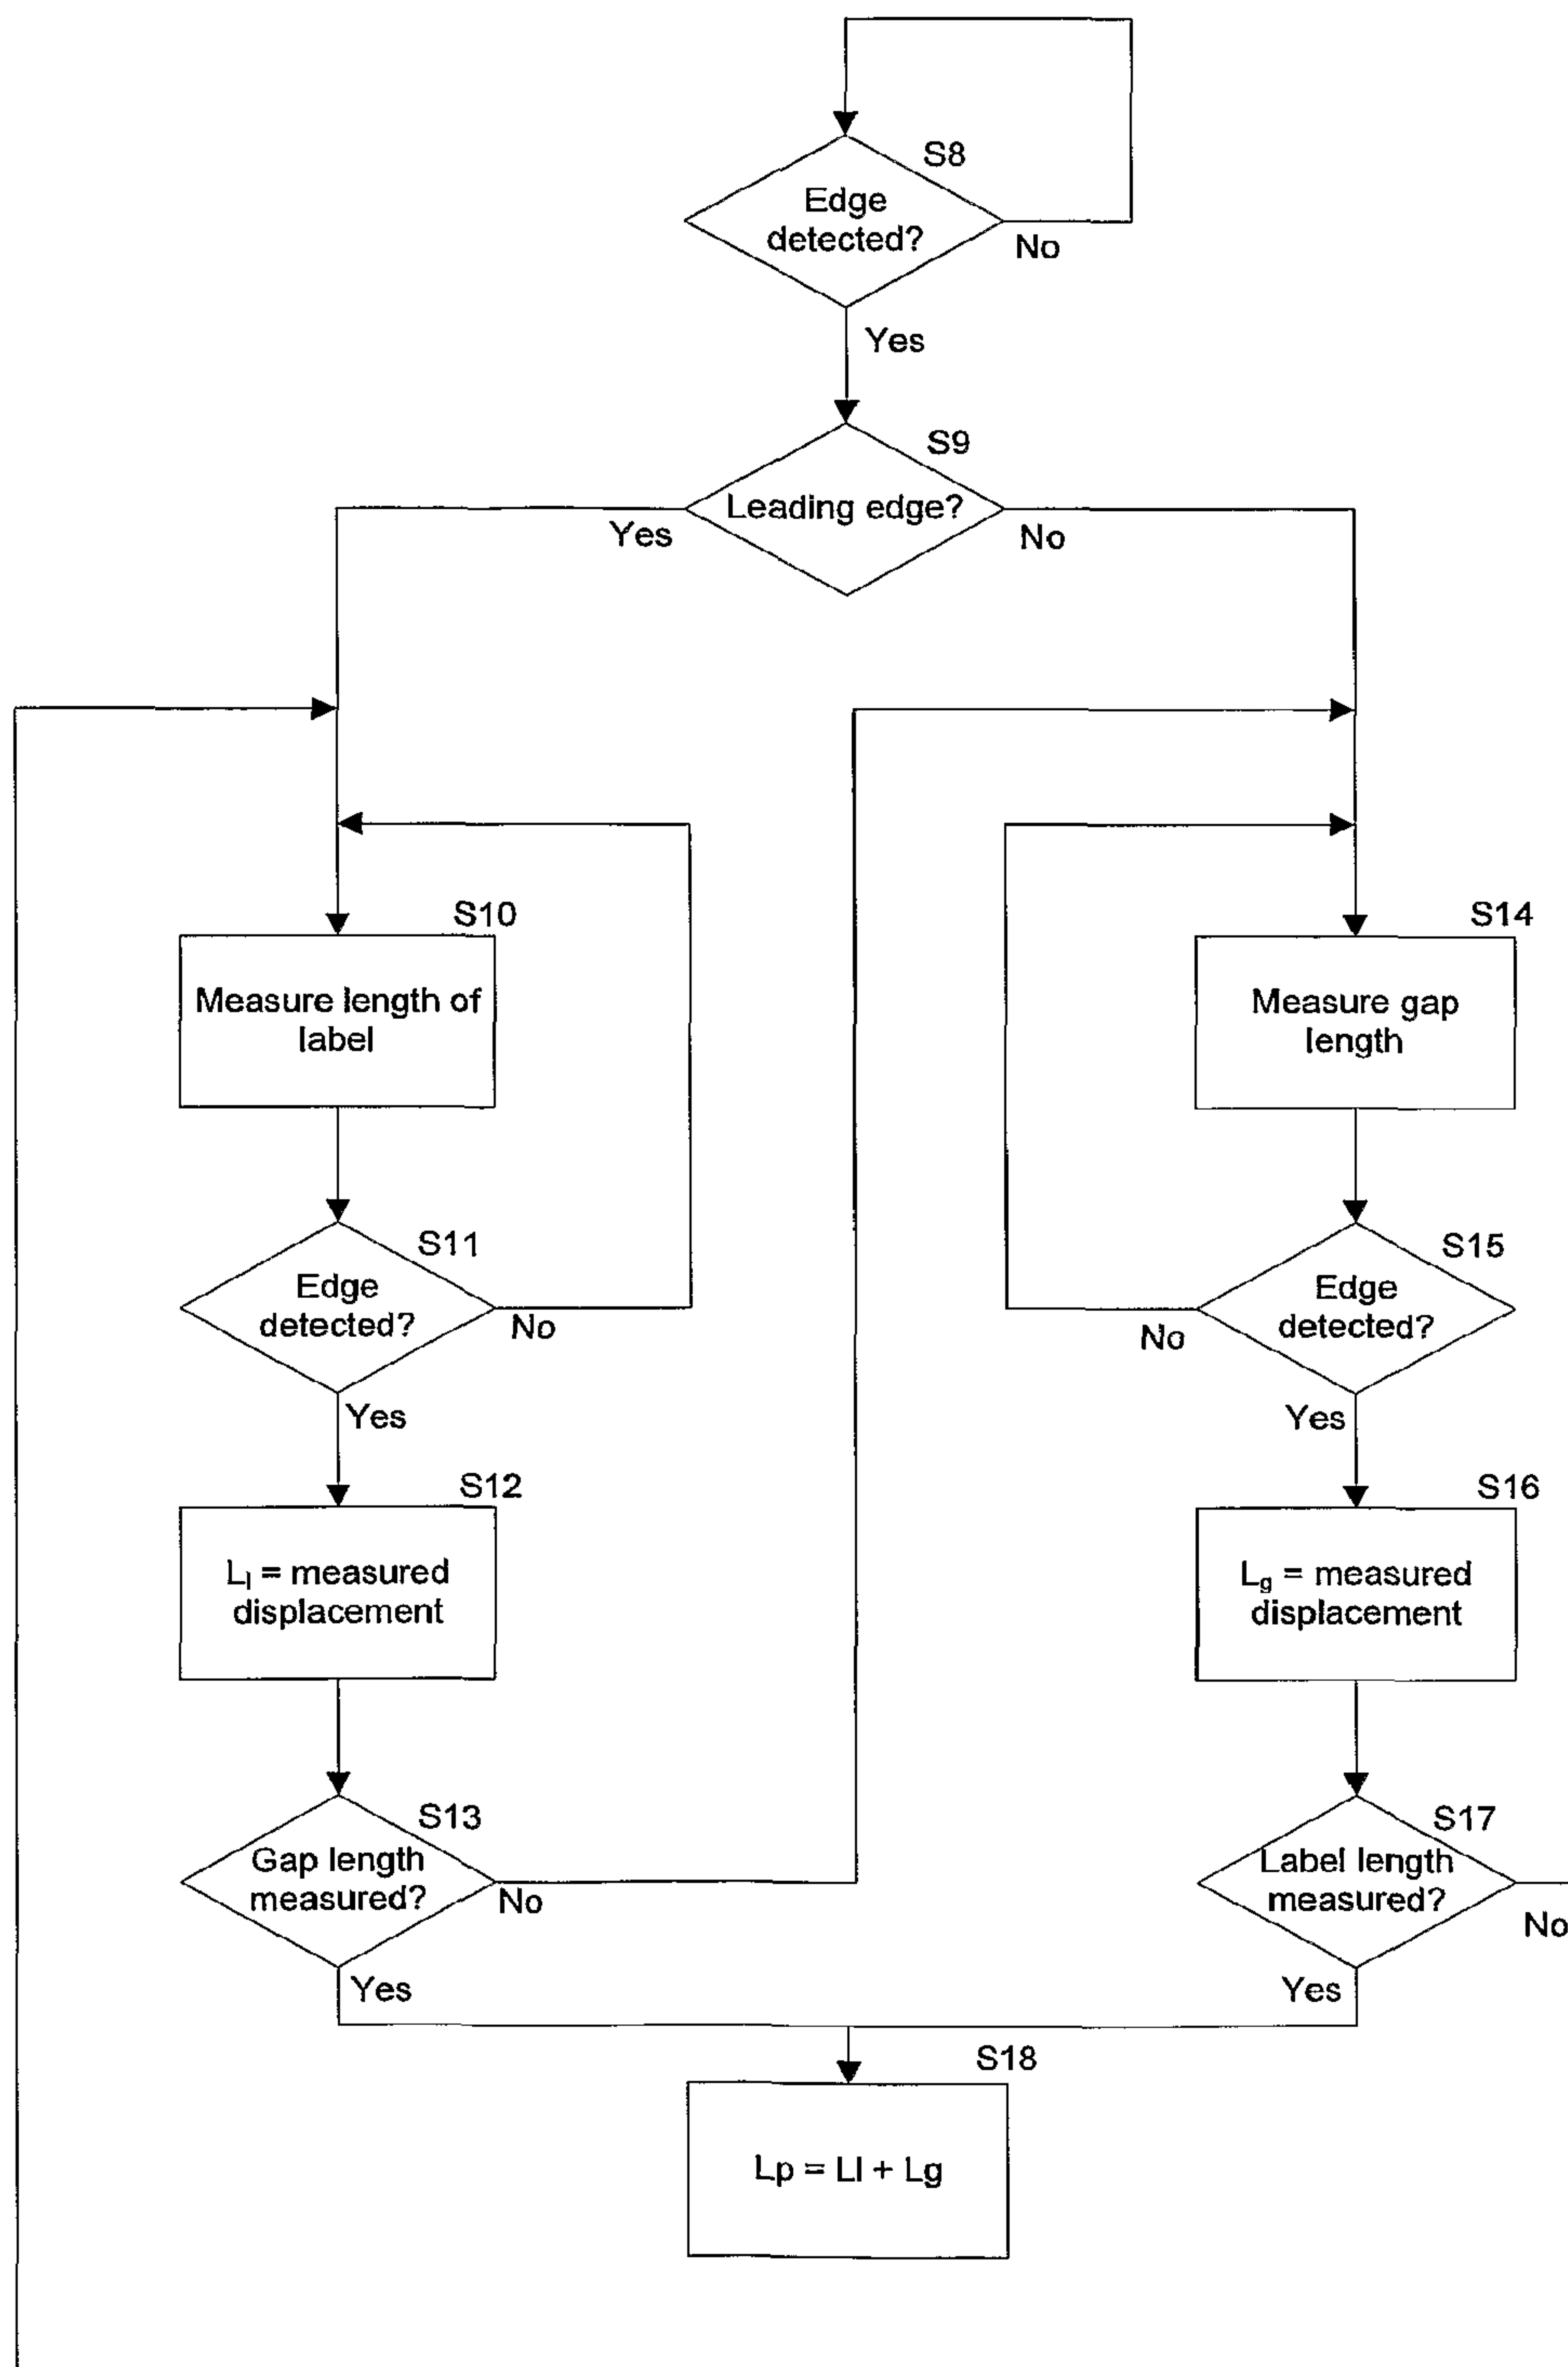 S8
Edge
detected?
No
Yes
S9
Leading edge?
Yes
No
S10
Measure length of
label
S14
Measure gap
length
S11
Edge
detected?
No
Yes
S15
Edge
detected?
No
Yes
S12
Lₗ = measured
displacement
S16
L₉ = measured
displacement
S13
Gap length
measured?
No
Yes
S17
Label length
measured?
No
Yes
S18
Lp = Ll + Lg